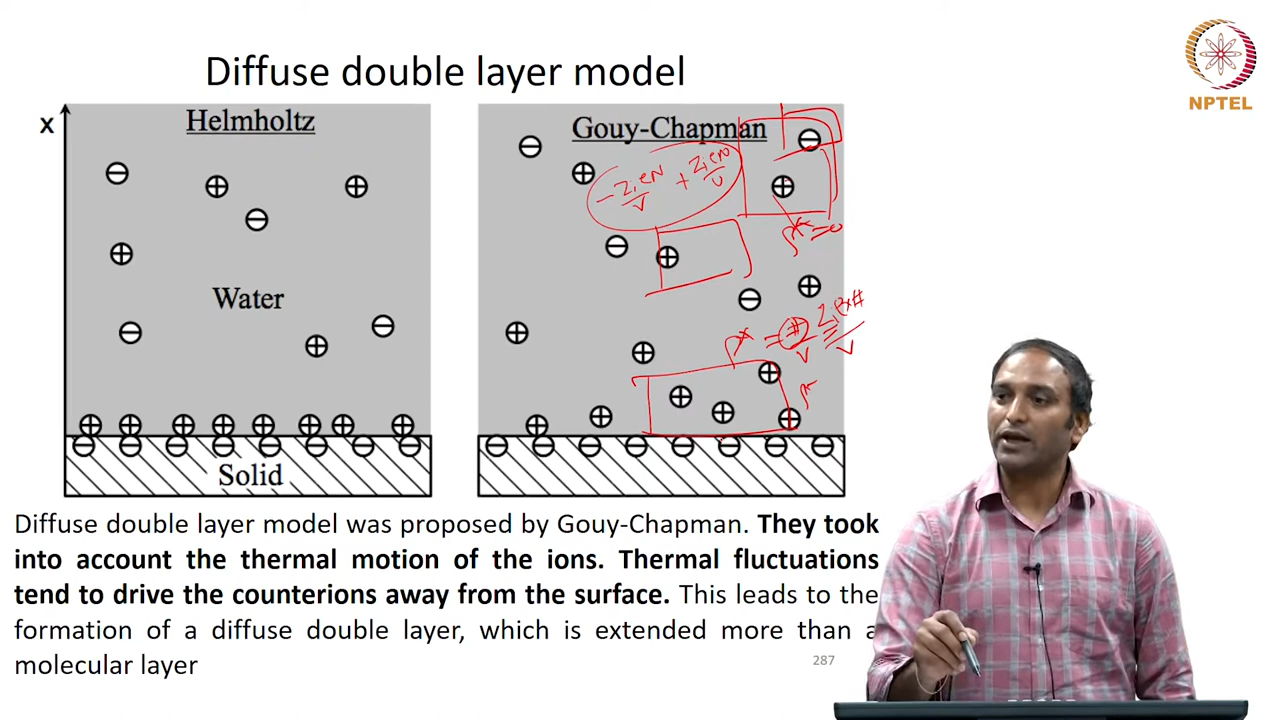 Diffuse double layer model
NPTEL
x
Helmholtz
Gouy-Chapman
Water
Solid
Diffuse double layer model was proposed by Gouy-Chapman. They took
into account the thermal motion of the ions. Thermal fluctuations
tend to drive the counterions away from the surface. This leads to the
formation of a diffuse double layer, which is extended more than a
molecular layer
287